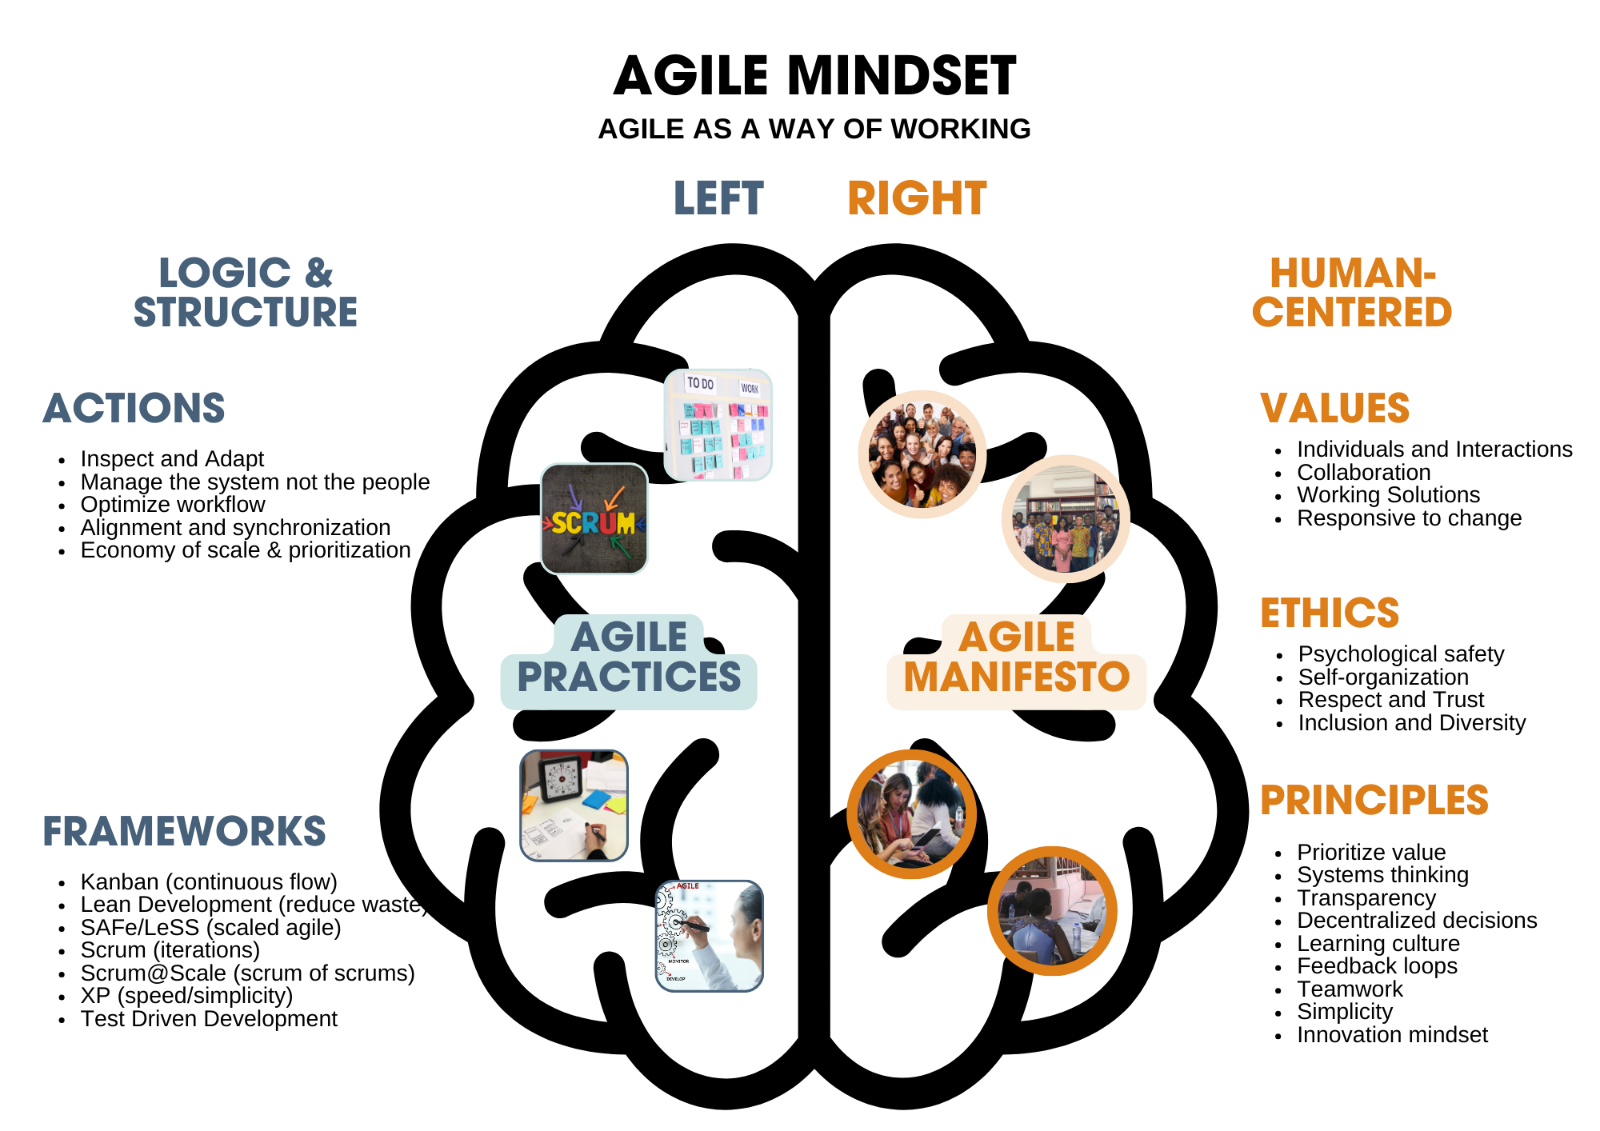 AGILE MINDSET
AGILE AS A WAY OF WORKING
LEFT
RIGHT
LOGIC &
STRUCTURE
ACTIONS
• Inspect and Adapt
• Manage the system not the people
• Optimize workflow
• Alignment and synchronization
• Economy of scale & prioritization
FRAMEWORKS
• Kanban (continuous flow)
• Lean Development (reduce waste)
• SAFe/LeSS (scaled agile)
• Scrum (iterations)
• Scrum@Scale (scrum of scrums)
• XP (speed/simplicity)
• Test Driven Development
TO DO
WORK
SCRUM
AGILE
PRACTICES
AGILE
MONITOR
DEVELOP
AGILE
MANIFESTO
HUMAN-
CENTERED
VALUES
• Individuals and Interactions
• Collaboration
• Working Solutions
• Responsive to change
ETHICS
• Psychological safety
• Self-organization
• Respect and Trust
• Inclusion and Diversity
PRINCIPLES
• Prioritize value
• Systems thinking
• Transparency
• Decentralized decisions
• Learning culture
• Feedback loops
• Teamwork
• Simplicity
• Innovation mindset